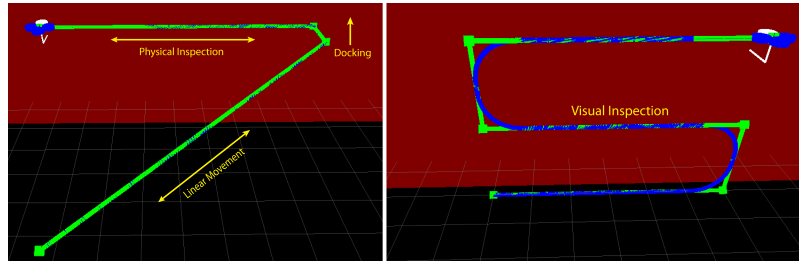 Physical Inspection
Docking
Linear Movement
Visual Inspection